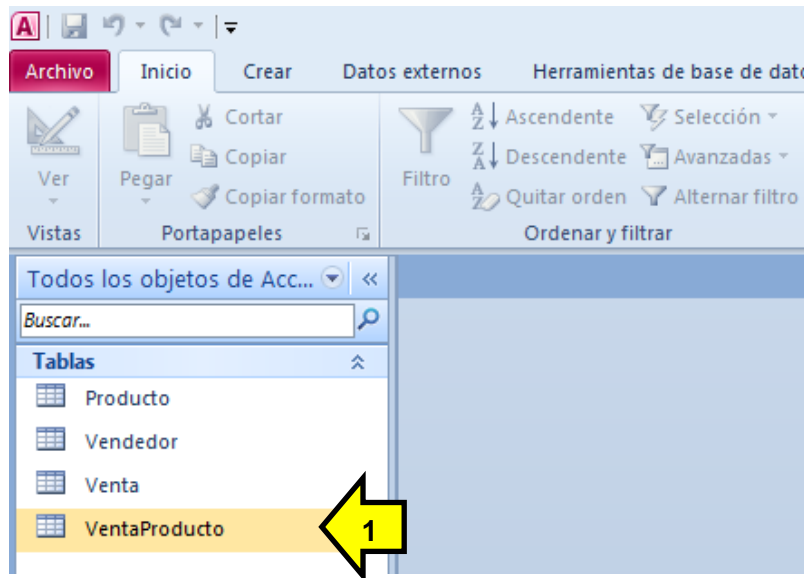 A
Archivo Inicio Crear Datos externos Herramientas de base de dato
Cortar
Copiar
Copiar formato
Ver
Pegar
Filtro
Ascendente
Descendente
Quitar orden
Selección
Avanzadas
Alternar filtro
Vistas Portapapeles Ordenar y filtrar
Todos los objetos de Acc... «
Buscar...
Tablas
Producto
Vendedor
Venta
VentaProducto
1